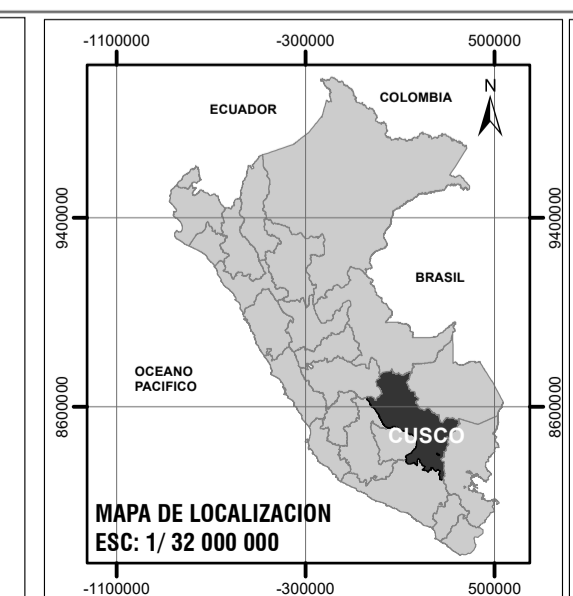 -1100000 -300000 500000
N
COLOMBIA
ECUADOR
9400000 9400000
BRASIL
OCEANO
PACIFICO
8600000 8600000
CUSCO
MAPA DE LOCALIZACION
ESC: 1/ 32 000 000
-1100000 -300000 500000